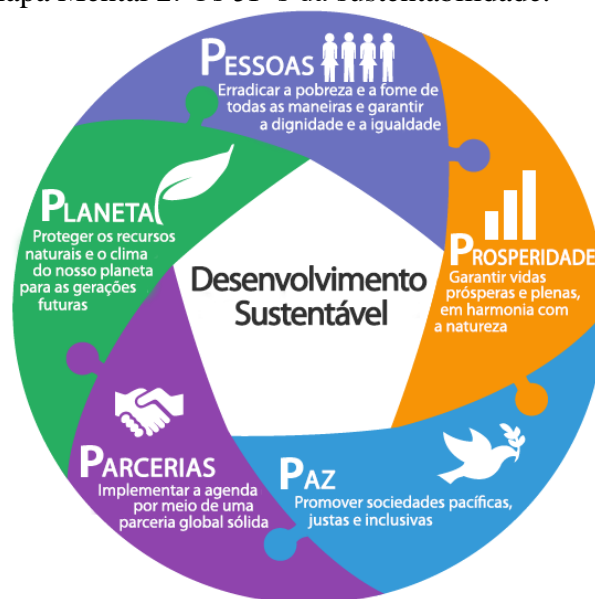 da sustentabilidade.
PESSOAS
Erradicar a pobreza e a fome de
todas as maneiras e garantir
a dignidade e a igualdade
PROSPERIDADE
Garantir vidas
prósperas e plenas,
em harmonia com
a natureza
PAZ
Promover sociedades pacíficas,
justas e inclusivas
PARCERIAS
Implementar a agenda
por meio de uma
parceria global sólida
PLANETA
Proteger os recursos
naturais e o clima
do nosso planeta
para as gerações
futuras
Desenvolvimento
Sustentável